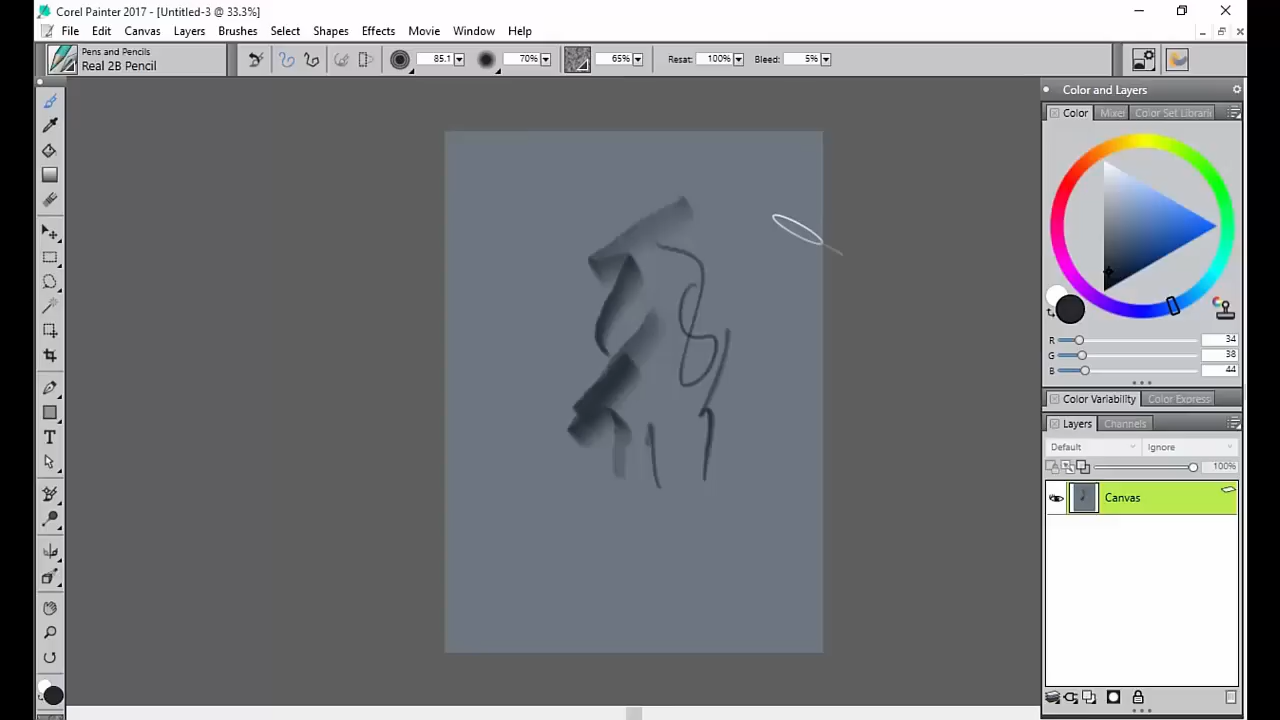 Corel Painter 2017 - [Untitled-3 @ 33.3%]
File Edit Canvas Layers Brushes Select Shapes Effects Movie Window Help
Pens and Pencils
Real 2B Pencil
85.1 70% 65% Resat: 100% Bleed: 5%
Color and Layers
Color Mixer Color Set Librari
R 34
G 38
B 44
Color Variability Color Express
Layers Channels
Default Ignore
100%
Canvas
T